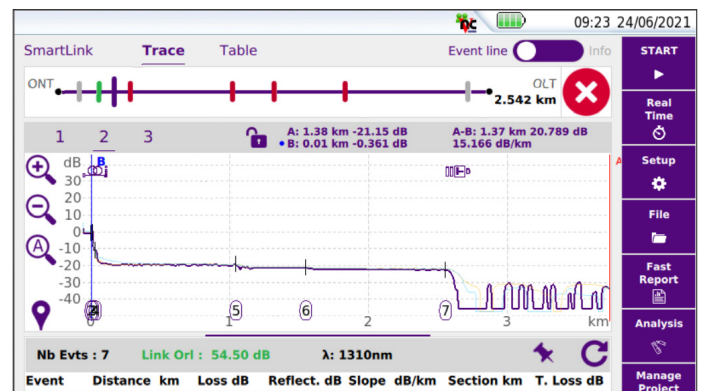 09:23 24/06/2021
SmartLink Trace Table Event line Info
START
ONT OLT
2.542 km
Real
Time
1 2 3 A: 1.38 km -21.15 dB A-B: 1.37 km 20.789 dB
B: 0.01 km -0.361 dB 15.166 dB/km
dB B A
Setup
30
20
10
0
-10
-20
-30
-40
File
Fast
Report
5 6 7
0 1 2 3 km
Analysis
Nb Evts : 7 Link Orl : 54.50 dB λ: 1310nm
Event Distance km Loss dB Reflect. dB Slope dB/km Section km T. Loss dB
Manage
Project